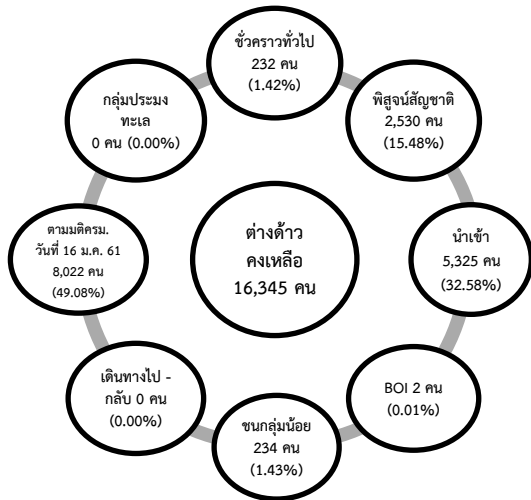 ชั่วคราวทั่วไป
232 คน
(1.42%)
พิสูจน์สัญชาติ
2,530 คน
(15.48%)
นำเข้า
5,325 คน
(32.58%)
BOI 2 คน
(0.01%)
ชนกลุ่มน้อย
234 คน
(1.43%)
เดินทางไป -
กลับ 0 คน
(0.00%)
ตามมติครม.
วันที่ 16 ม.ค. 61
8,022 คน
(49.08%)
กลุ่มประมง
ทะเล
0 คน (0.00%)
ต่างด้าว
คงเหลือ
16,345 คน